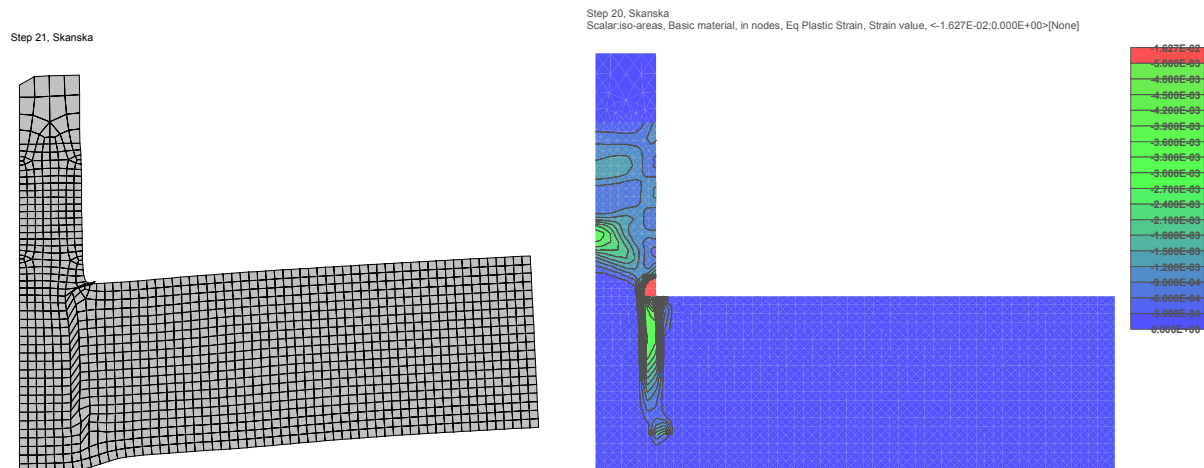 Step 21, Skanska
Step 20, Skanska
Scalar:iso-areas, Basic material, in nodes, Eq Plastic Strain, Strain value, <-1.627E-02;0.000E+00>[None]
-1.627E-02
-5.000E-03
-4.800E-03
-4.500E-03
-4.200E-03
-3.900E-03
-3.600E-03
-3.300E-03
-3.000E-03
-2.700E-03
-2.400E-03
-2.100E-03
-1.800E-03
-1.500E-03
-1.200E-03
-9.000E-04
-6.000E-04
-3.000E-04
0.000E+00